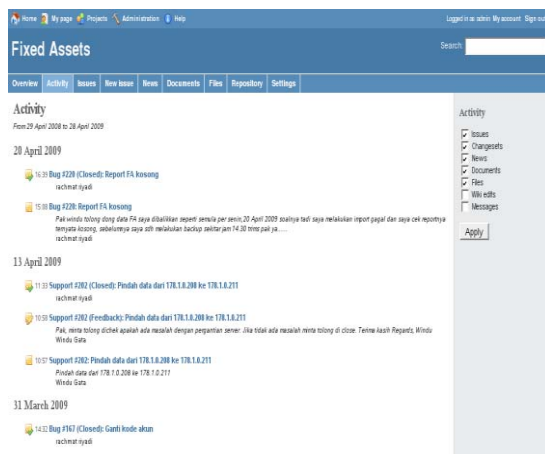 Home My page Projects Administration Help Logged in as admin My account Sign out
Fixed Assets
Search:
Overview Activity Issues New issue News Documents Files Repository Settings
Activity
From 29 April 2008 to 28 April 2009
20 April 2009
16:39 Bug #220 (Closed): Report FA kosong
rachmat riyadi
15:08 Bug #220: Report FA kosong
Pak windu tolong dong data FA saya dibalikkan seperti semula per senin,20 April 2009 soalnya tadi saya melakukan import gagal dan saya cek reportnya
ternyata kosong, sebelumnya saya sdh melakukan backup sekitar jam 14.30 trims pak ya......
rachmat riyadi
13 April 2009
11:33 Support #202 (Closed): Pindah data dari 178.1.0.208 ke 178.1.0.211
rachmat riyadi
10:58 Support #202 (Feedback): Pindah data dari 178.1.0.208 ke 178.1.0.211
Pak, minta tolong dichek apakah ada masalah dengan pergantian server. Jika tidak ada masalah minta tolong di close. Terima kasih Regards, Windu
Windu Gata
10:57 Support #202: Pindah data dari 178.1.0.208 ke 178.1.0.211
Pindah data dari 178.1.0.208 ke 178.1.0.211
Windu Gata
31 March 2009
14:32 Bug #167 (Closed): Ganti kode akun
rachmat riyadi
Activity
Issues
Changesets
News
Documents
Files
Wiki edits
Messages
Apply